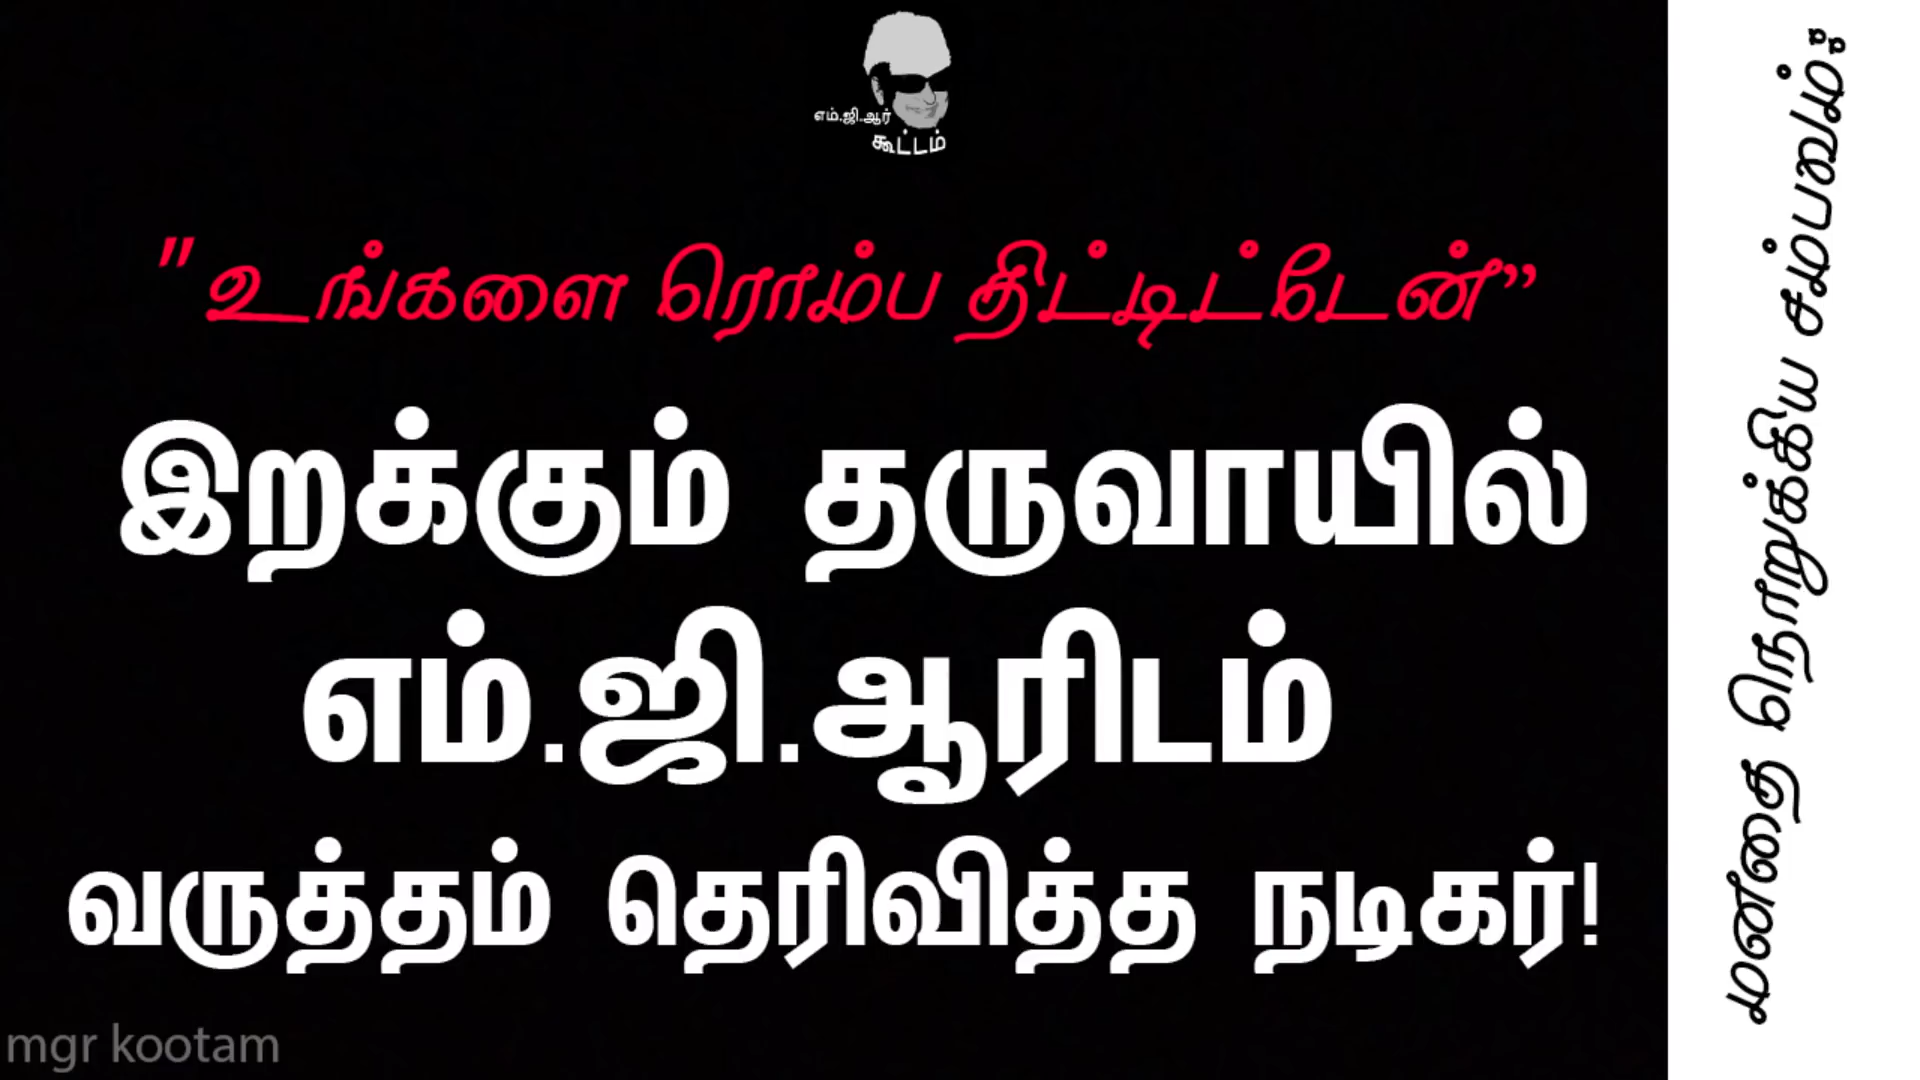 எம்.ஜி.ஆர்
கூட்டம்
"உங்களை ரொம்ப திட்டிட்டேன்”
இறக்கும் தருவாயில்
எம்.ஜி.ஆரிடம்
வருத்தம் தெரிவித்த நடிகர்!
mgr kootam
மனதை நொறுக்கிய சம்பவம்